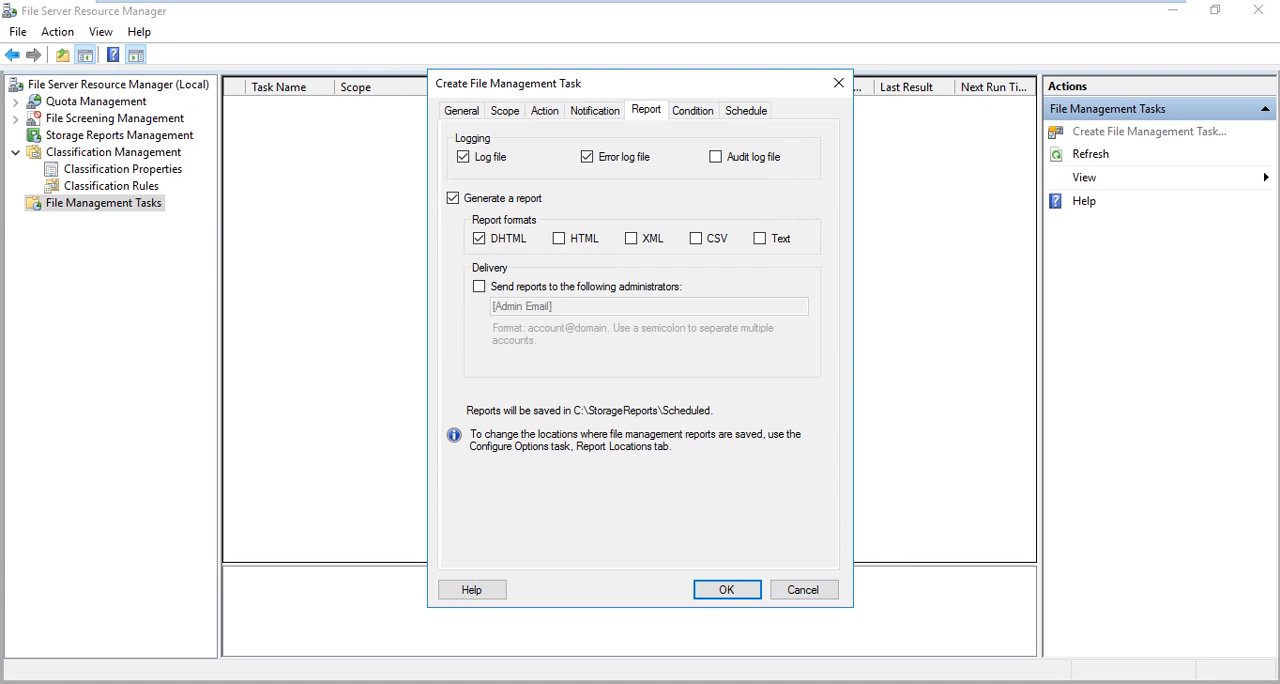 File Server Resource Manager
File Action View Help
File Server Resource Manager (Local)
Quota Management
File Screening Management
Storage Reports Management
Classification Management
Classification Properties
Classification Rules
File Management Tasks
Task Name Scope ... Last Result Next Run Ti...
Create File Management Task
General Scope Action Notification Report Condition Schedule
Logging
Log file Error log file Audit log file
Generate a report
Report formats
DHTML HTML XML CSV Text
Delivery
Send reports to the following administrators:
[Admin Email]
Format: account@domain. Use a semicolon to separate multiple
accounts.
Reports will be saved in C:\StorageReports\Scheduled.
To change the locations where file management reports are saved, use the
Configure Options task, Report Locations tab.
Help OK Cancel
Actions
File Management Tasks
Create File Management Task...
Refresh
View
Help